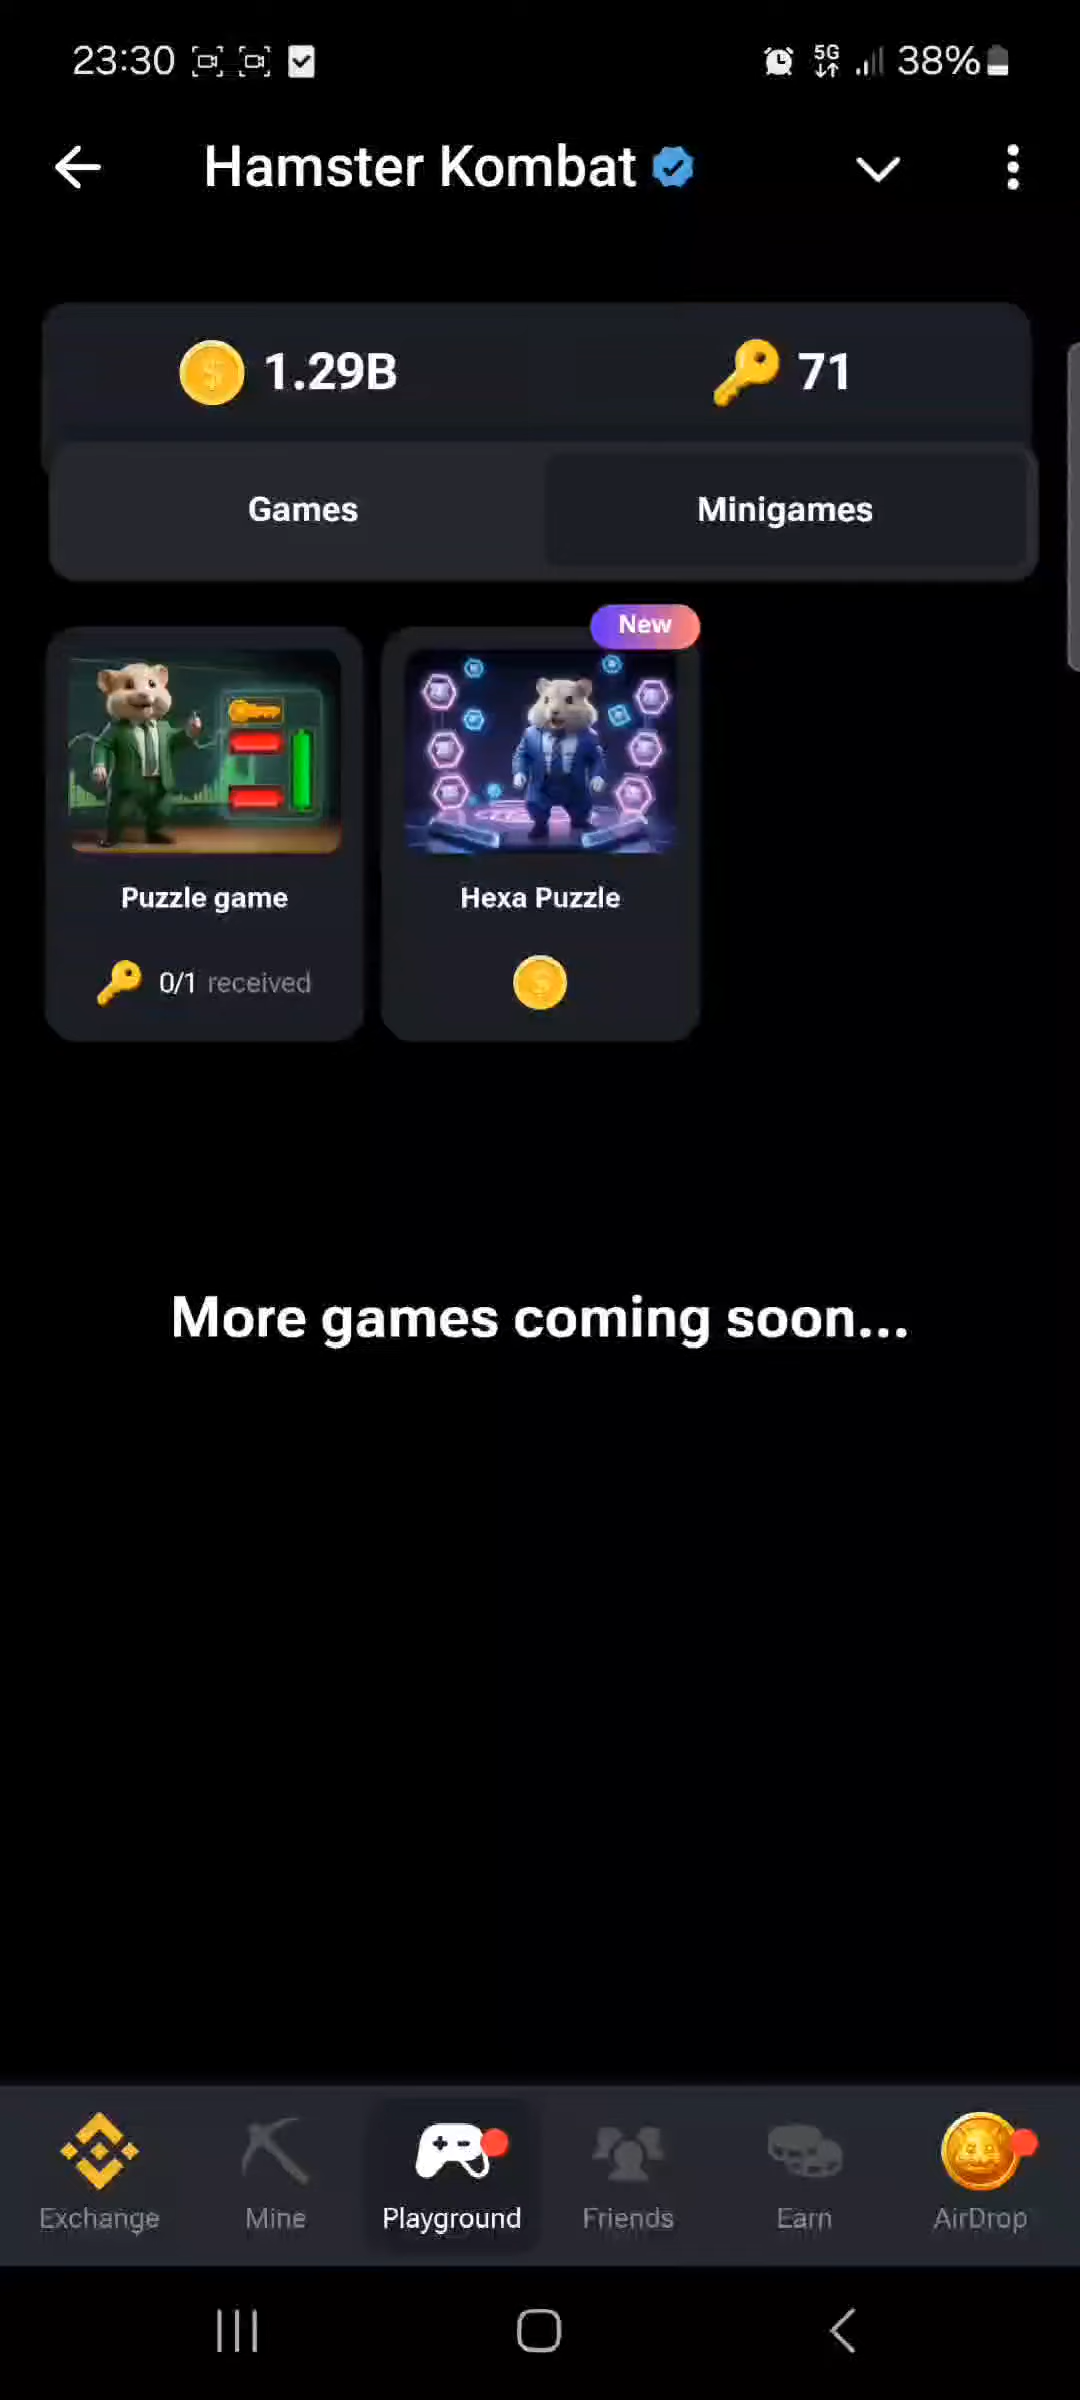 23:30
5G
38%
Hamster Kombat
1.29B
71
Games
Minigames
New
Puzzle game
Hexa Puzzle
0/1 received
More games coming soon...
Exchange
Mine
Playground
Friends
Earn
AirDrop